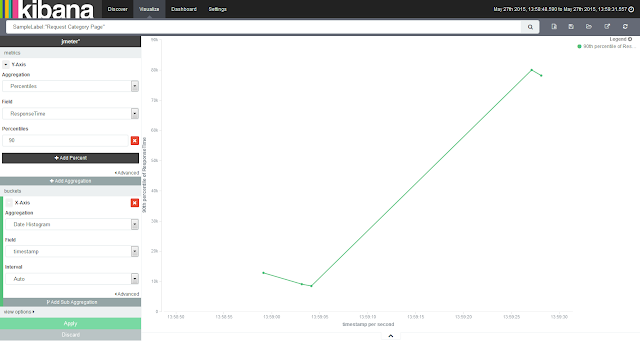 kibana
Discover
Visualize
Dashboard
Settings
May 27th 2015, 13:58:48.590 to May 27th 2015, 13:59:31.557
SampleLabel "Request Category Page"
jmeter*
metrics
Y-Axis
Aggregation
Percentiles
Field
ResponseTime
Percentiles
90
Add Percent
Advanced
Add Aggregation
buckets
X-Axis
Aggregation
Date Histogram
Field
timestamp
Interval
Auto
Advanced
Add Sub Aggregation
view options
Apply
Discard
Legend
90th percentile of Res...
90th percentile of ResponseTime
80k
70k
60k
50k
40k
30k
20k
10k
0
13:58:50
13:58:55
13:59:00
13:59:05
13:59:10
13:59:15
13:59:20
13:59:25
13:59:30
timestamp per second